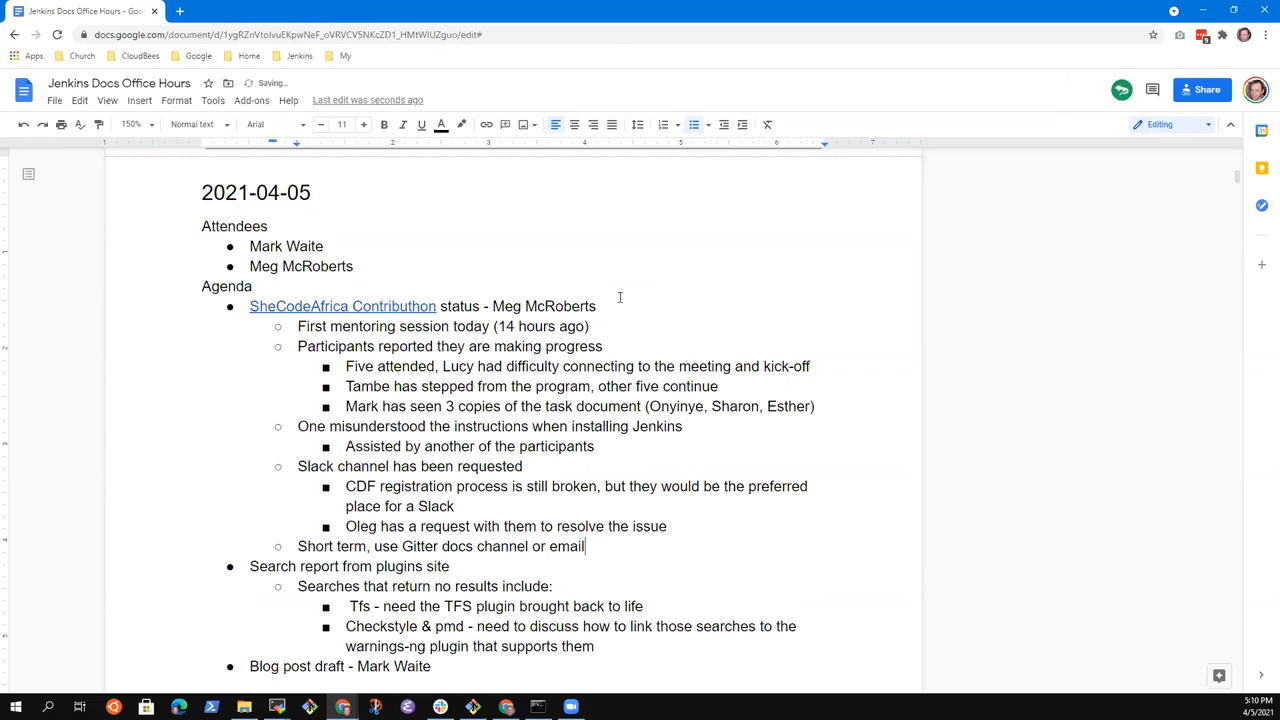 Jenkins Docs Office Hours - Goo
docs.google.com/document/d/1ygRZnVtoIvuEKpwNeF_oVRVCV5NKcZD1_HMtWIUZguo/edit#
Apps Church CloudBees Google Home Jenkins My
Jenkins Docs Office Hours Saving...
File Edit View Insert Format Tools Add-ons Help Last edit was seconds ago
Share
150% Normal text Arial 11 Editing
1 2 3 4 5 6 7
2021-04-05
Attendees
● Mark Waite
● Meg McRoberts
Agenda
● SheCodeAfrica Contributhon status - Meg McRoberts
○ First mentoring session today (14 hours ago)
○ Participants reported they are making progress
■ Five attended, Lucy had difficulty connecting to the meeting and kick-off
■ Tambe has stepped from the program, other five continue
■ Mark has seen 3 copies of the task document (Onyinye, Sharon, Esther)
○ One misunderstood the instructions when installing Jenkins
■ Assisted by another of the participants
○ Slack channel has been requested
■ CDF registration process is still broken, but they would be the preferred
place for a Slack
■ Oleg has a request with them to resolve the issue
○ Short term, use Gitter docs channel or email
● Search report from plugins site
○ Searches that return no results include:
■ Tfs - need the TFS plugin brought back to life
■ Checkstyle & pmd - need to discuss how to link those searches to the
warnings-ng plugin that supports them
● Blog post draft - Mark Waite
5:10 PM
4/5/2021